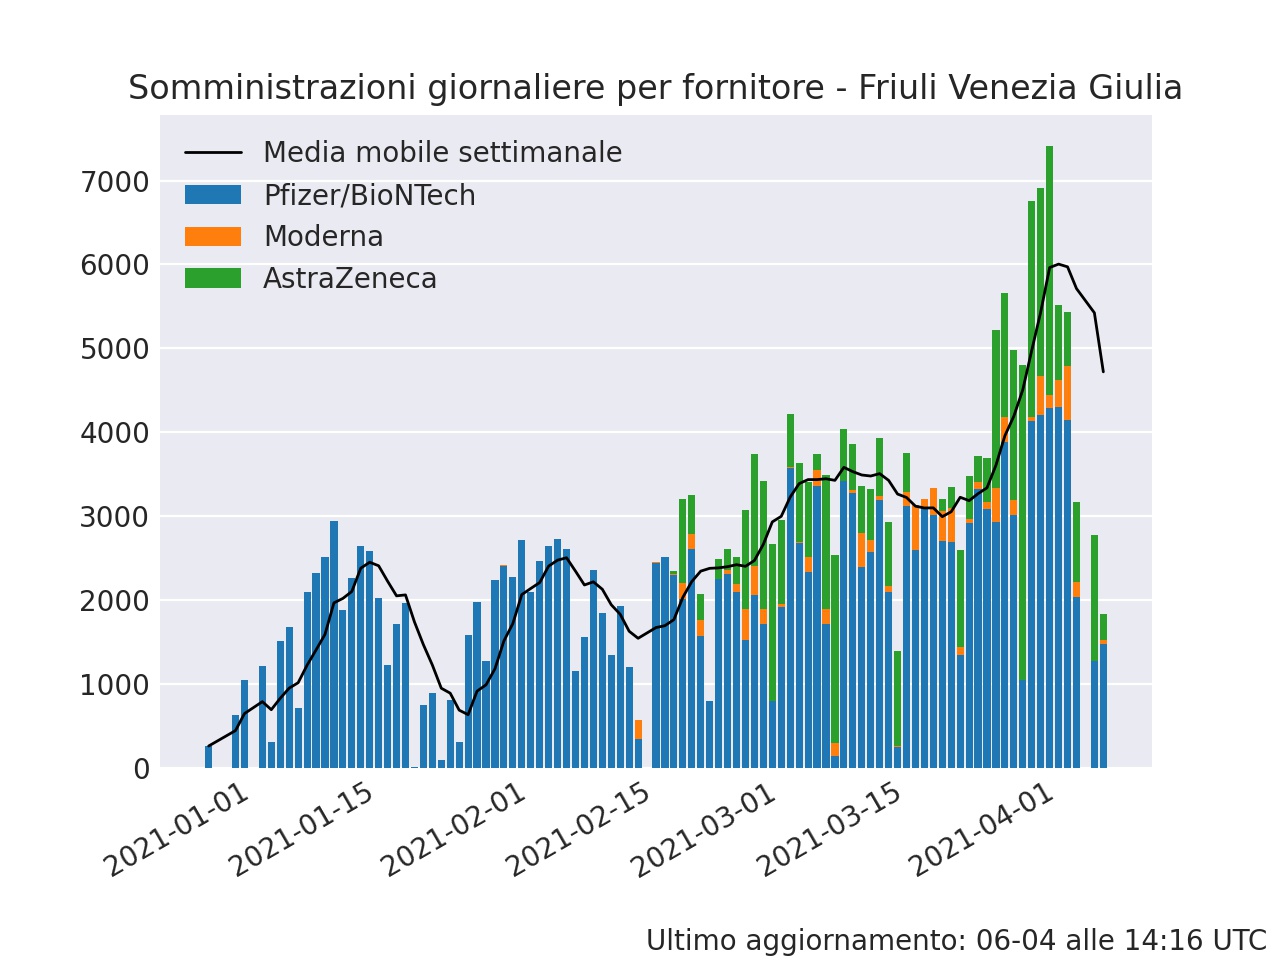 Somministrazioni giornaliere per fornitore - Friuli Venezia Giulia
Media mobile settimanale
Pfizer/BioNTech
Moderna
AstraZeneca
7000
6000
5000
4000
3000
2000
1000
0
2021-01-01
2021-01-15
2021-02-01
2021-02-15
2021-03-01
2021-03-15
2021-04-01
Ultimo aggiornamento: 06-04 alle 14:16 UTC